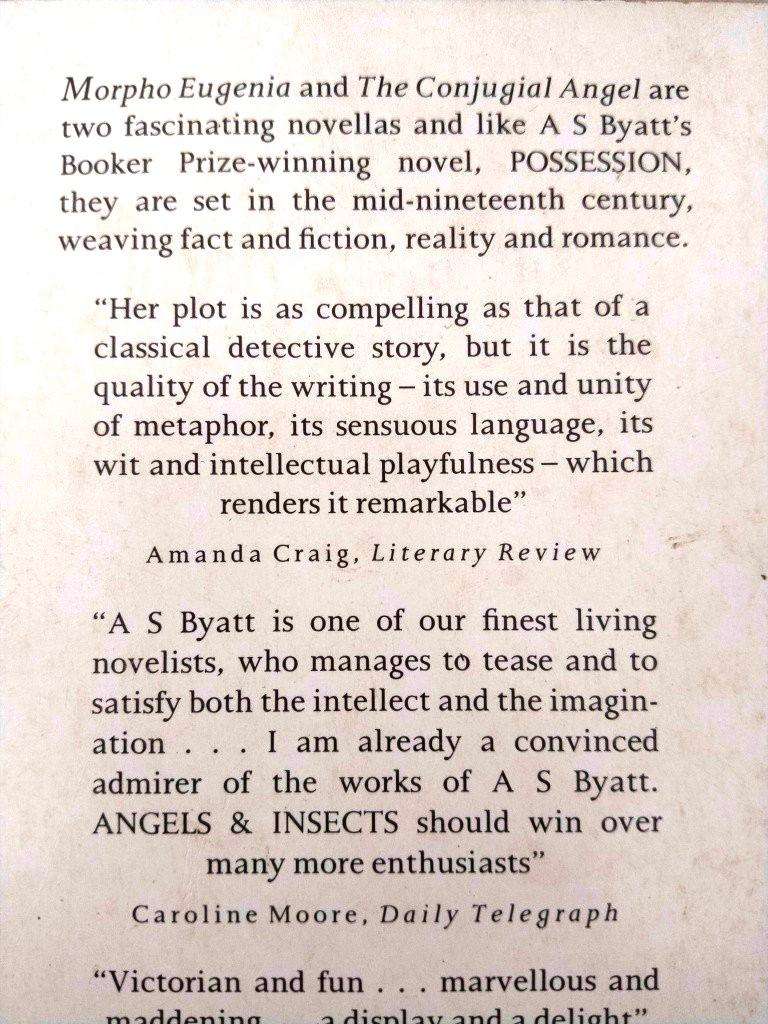 Morpho Eugenia and The Conjugial Angel are
two fascinating novellas and like A S Byatt's
Booker Prize-winning novel, POSSESSION,
they are set in the mid-nineteenth century,
weaving fact and fiction, reality and romance.
“Her plot is as compelling as that of a
classical detective story, but it is the
quality of the writing – its use and unity
of metaphor, its sensuous language, its
wit and intellectual playfulness – which
renders it remarkable”
Amanda Craig, Literary Review
“A S Byatt is one of our finest living
novelists, who manages to tease and to
satisfy both the intellect and the imagin-
ation . . . I am already a convinced
admirer of the works of A S Byatt.
ANGELS & INSECTS should win over
many more enthusiasts”
Caroline Moore, Daily Telegraph
“Victorian and fun . . . marvellous and
maddening . . . a display and a delight”